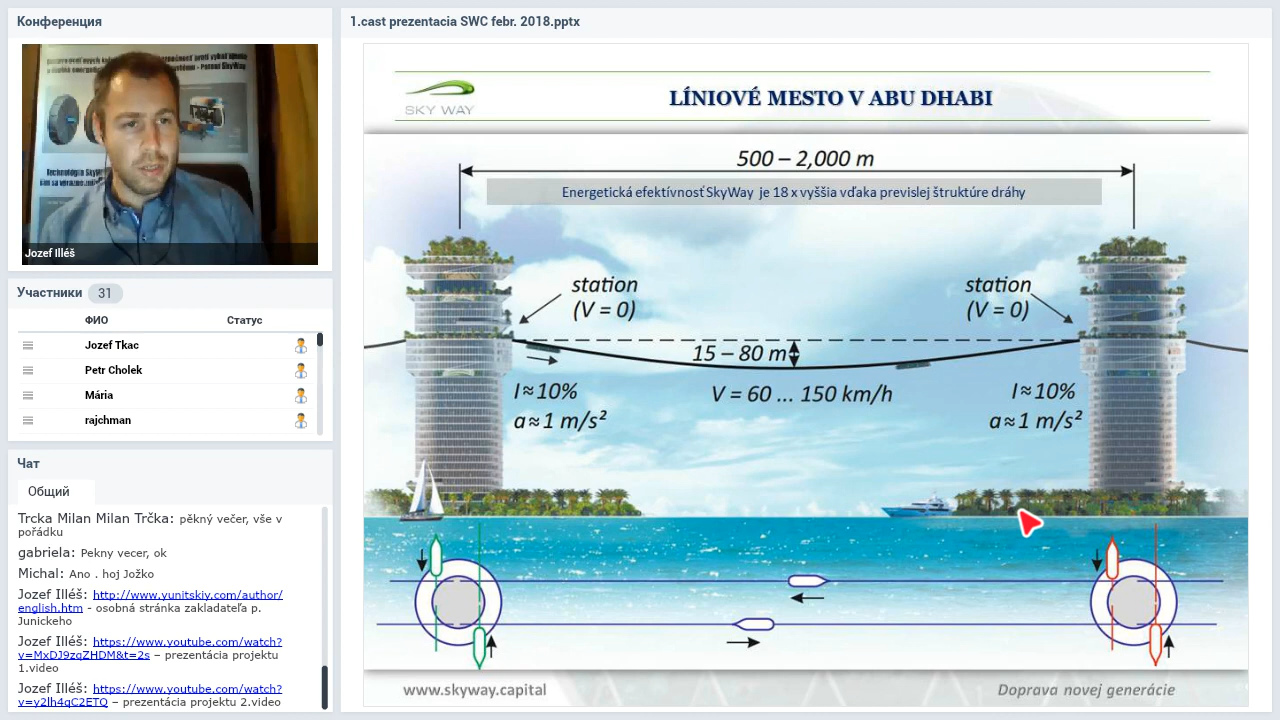 Конференция
Technológia SkyW
Jozef Illéš
Участники 31
ФИО Статус
Jozef Tkac
Petr Cholek
Mária
rajchman
Чат
Общий
Trcka Milan Milan Trčka: pěkný večer, vše v
pořádku
gabriela: Pekny vecer, ok
Michal: Ano . hoj Jožko
Jozef Illéš: http://www.yunitskiy.com/author/
english.htm - osobná stránka zakladateľa p.
Junickeho
Jozef Illéš: https://www.youtube.com/watch?
v=MxDJ9zqZHDM&t=2s – prezentácia projektu
1.video
Jozef Illéš: https://www.youtube.com/watch?
v=y2lh4qC2ETQ – prezentácia projektu 2.video
1.cast prezentacia SWC febr. 2018.pptx
SKY WAY
LÍNIOVÉ MESTO V ABU DHABI
500 – 2,000 m
Energetická efektívnosť SkyWay je 18 x vyššia vďaka previslej štruktúre dráhy
station
(V = 0)
station
(V = 0)
15 – 80 m
I ≈ 10%
a ≈ 1 m/s²
V = 60 ... 150 km/h
I ≈ 10%
a ≈ 1 m/s²
www.skyway.capital
Doprava novej generácie